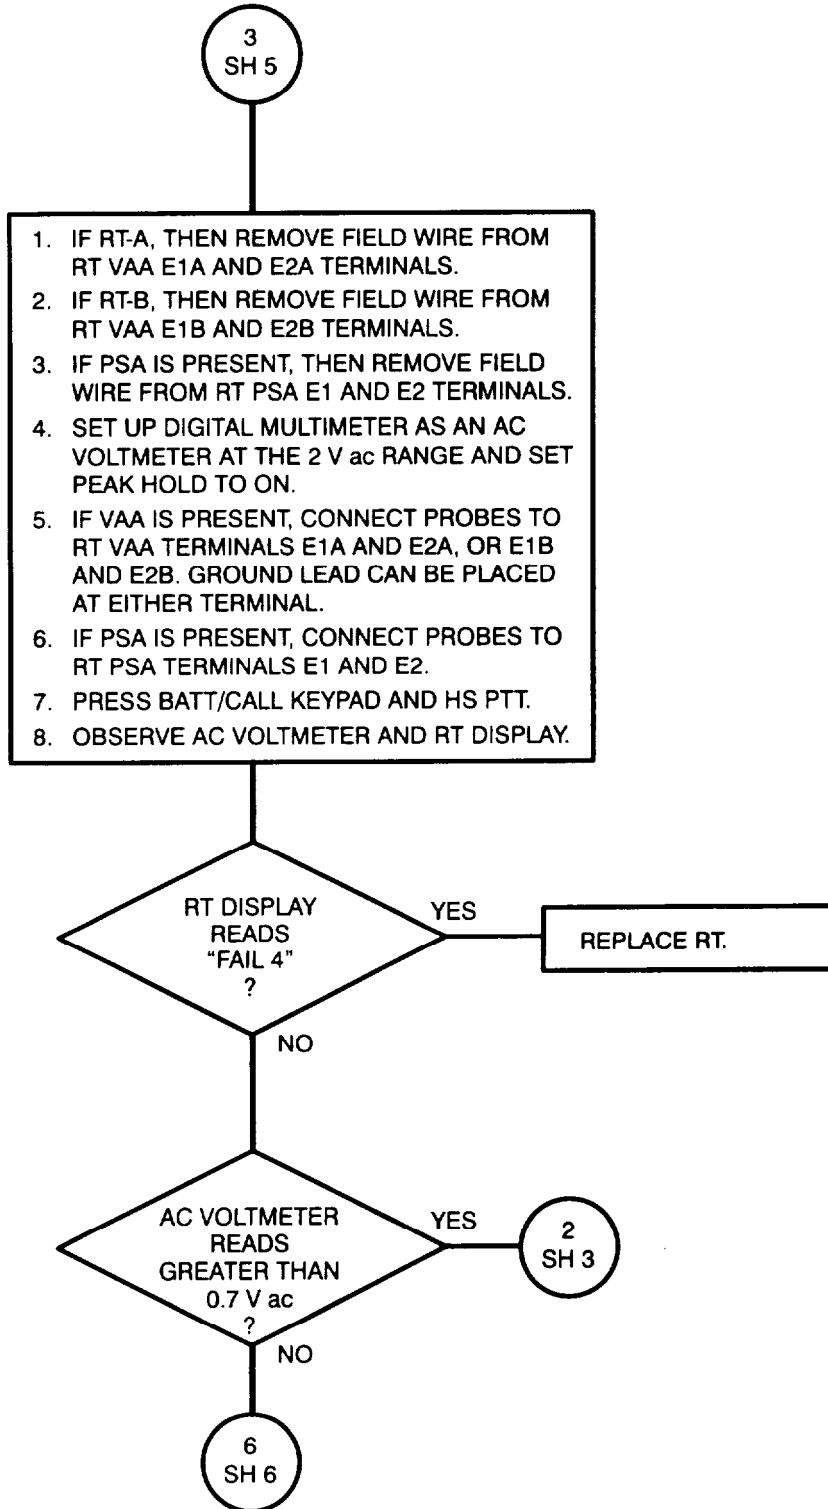 3
SH 5
1. IF RT-A, THEN REMOVE FIELD WIRE FROM
RT VAA E1A AND E2A TERMINALS.
2. IF RT-B, THEN REMOVE FIELD WIRE FROM
RT VAA E1B AND E2B TERMINALS.
3. IF PSA IS PRESENT, THEN REMOVE FIELD
WIRE FROM RT PSA E1 AND E2 TERMINALS.
4. SET UP DIGITAL MULTIMETER AS AN AC
VOLTMETER AT THE 2 V ac RANGE AND SET
PEAK HOLD TO ON.
5. IF VAA IS PRESENT, CONNECT PROBES TO
RT VAA TERMINALS E1A AND E2A, OR E1B
AND E2B. GROUND LEAD CAN BE PLACED
AT EITHER TERMINAL.
6. IF PSA IS PRESENT, CONNECT PROBES TO
RT PSA TERMINALS E1 AND E2.
7. PRESS BATT/CALL KEYPAD AND HS PTT.
8. OBSERVE AC VOLTMETER AND RT DISPLAY.
RT DISPLAY
READS
"FAIL 4"
?
YES
REPLACE RT.
NO
AC VOLTMETER
READS
GREATER THAN
0.7 V ac
?
YES
2
SH 3
NO
6
SH 6